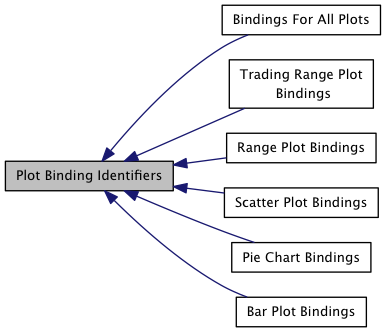 Bindings For All Plots
Trading Range Plot
Bindings
Range Plot Bindings
Plot Binding Identifiers
Scatter Plot Bindings
Pie Chart Bindings
Bar Plot Bindings